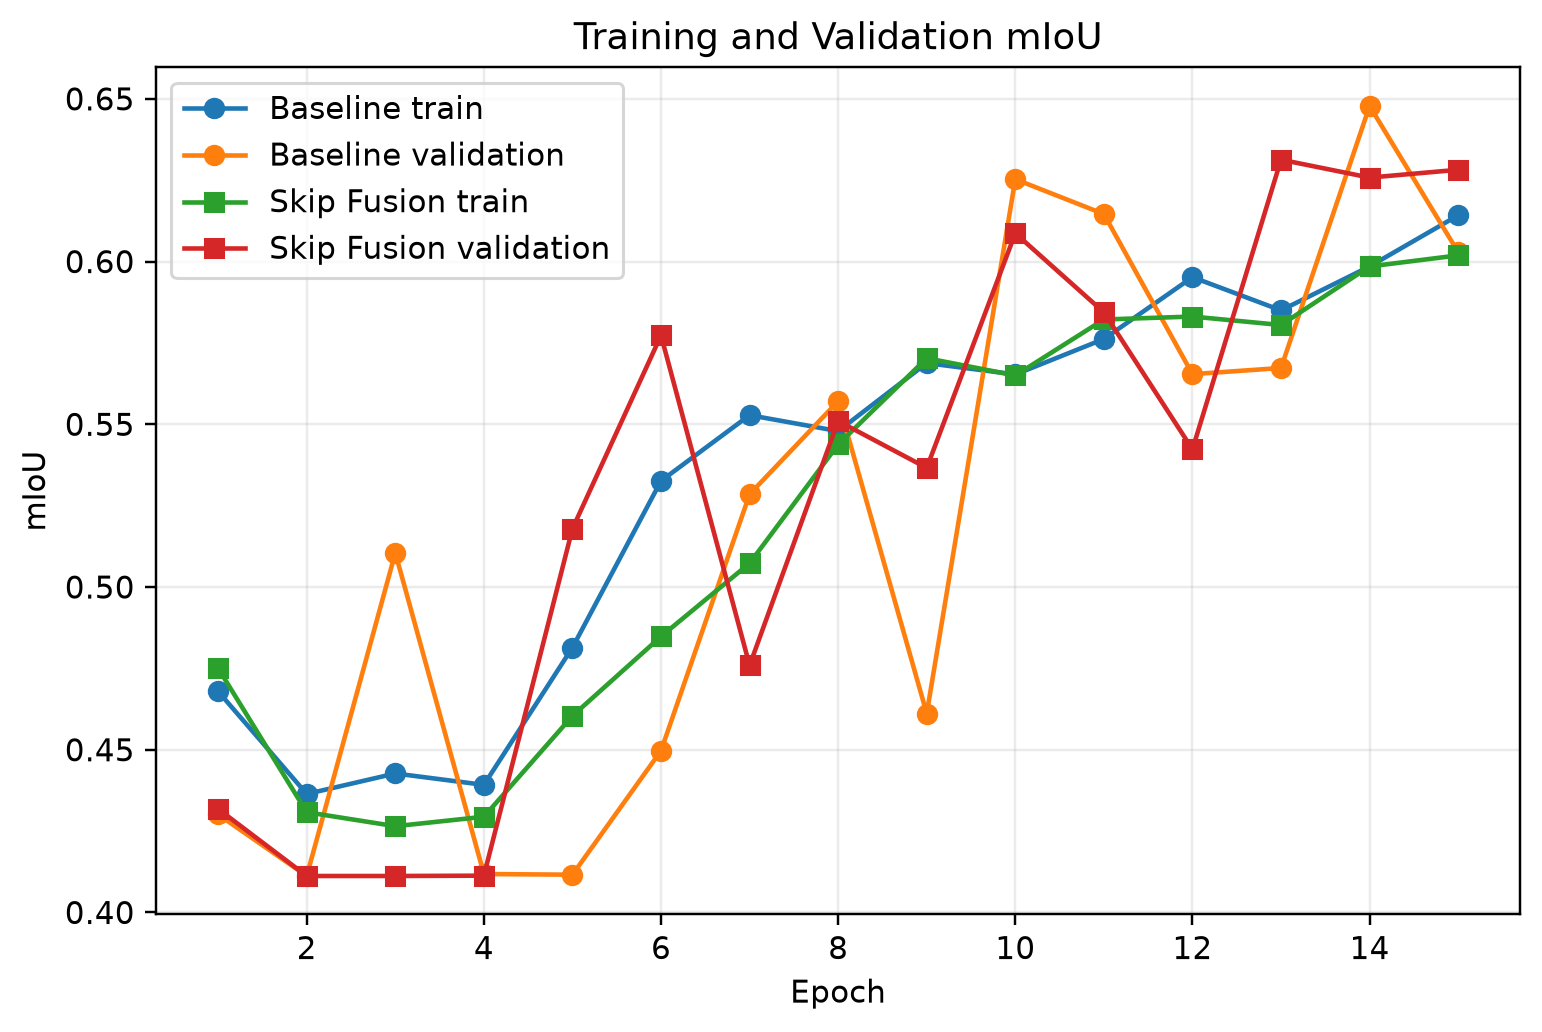 Training and Validation mIoU
Baseline train
Baseline validation
Skip Fusion train
Skip Fusion validation
0.65
0.60
0.55
0.50
0.45
0.40
mIoU
2 4 6 8 10 12 14
Epoch